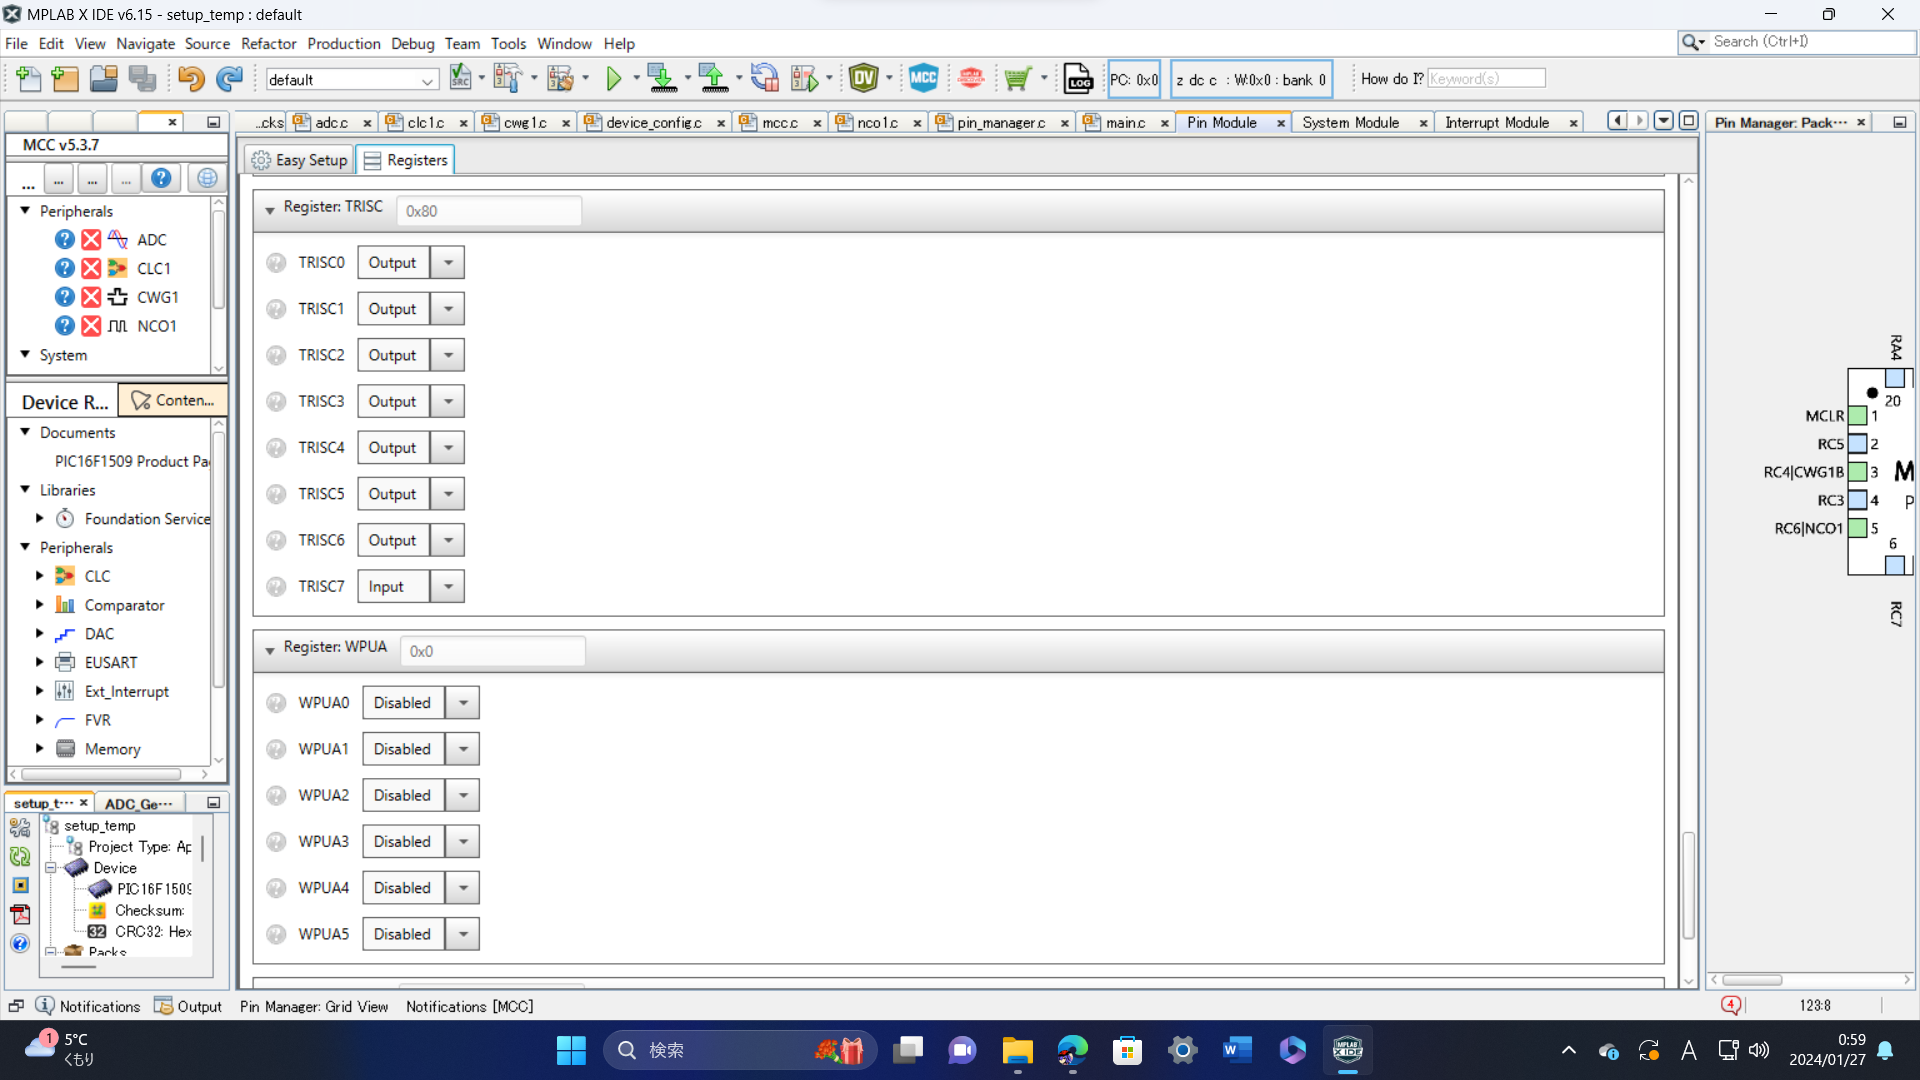 MPLAB X IDE v6.15 - setup_temp : default
File Edit View Navigate Source Refactor Production Debug Team Tools Window Help
Search (Ctrl+I)
default
SRC
DV
MCC
LOG
PC: 0x0
z dc c : W:0x0 : bank 0
How do I?
Keyword(s)
...cks
adc.c
clc1.c
cwg1.c
device_config.c
mcc.c
nco1.c
pin_manager.c
main.c
Pin Module
System Module
Interrupt Module
Pin Manager: Pack...
MCC v5.3.7
Easy Setup
Registers
... ... ... ...
Peripherals
ADC
CLC1
CWG1
NCO1
System
Device R...
Conten...
Documents
PIC16F1509 Product Pa
Libraries
Foundation Service
Peripherals
CLC
Comparator
DAC
EUSART
Ext_Interrupt
FVR
Memory
setup_t...
ADC_Ge...
setup_temp
Project Type: Ap
Device
PIC16F1509
Checksum:
32 CRC32: Hex
Packs
Register: TRISC 0x80
TRISC0 Output
TRISC1 Output
TRISC2 Output
TRISC3 Output
TRISC4 Output
TRISC5 Output
TRISC6 Output
TRISC7 Input
Register: WPUA 0x0
WPUA0 Disabled
WPUA1 Disabled
WPUA2 Disabled
WPUA3 Disabled
WPUA4 Disabled
WPUA5 Disabled
RA4
20
MCLR 1
RC5 2
RC4|CWG1B 3 M
RC3 4 P
RC6|NCO1 5
6
RC7
Notifications
Output
Pin Manager: Grid View
Notifications [MCC]
4
123:8
1
5°C
くもり
検索
W
MPLAB
X IDE
A
0:59
2024/01/27